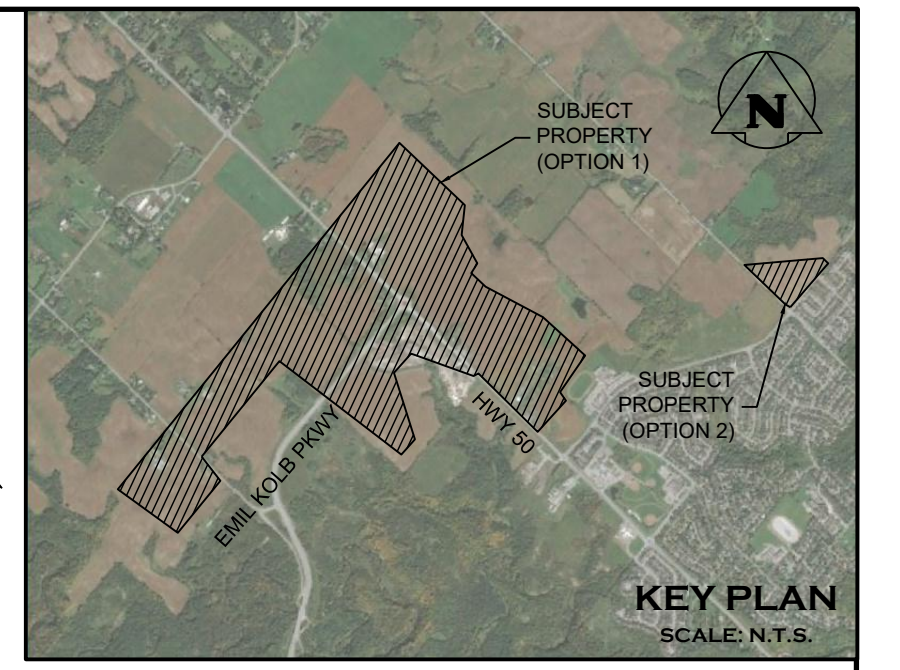 N
SUBJECT
PROPERTY
(OPTION 1)
SUBJECT
PROPERTY
(OPTION 2)
HWY 50
EMIL KOLB PKWY
KEY PLAN
SCALE: N.T.S.